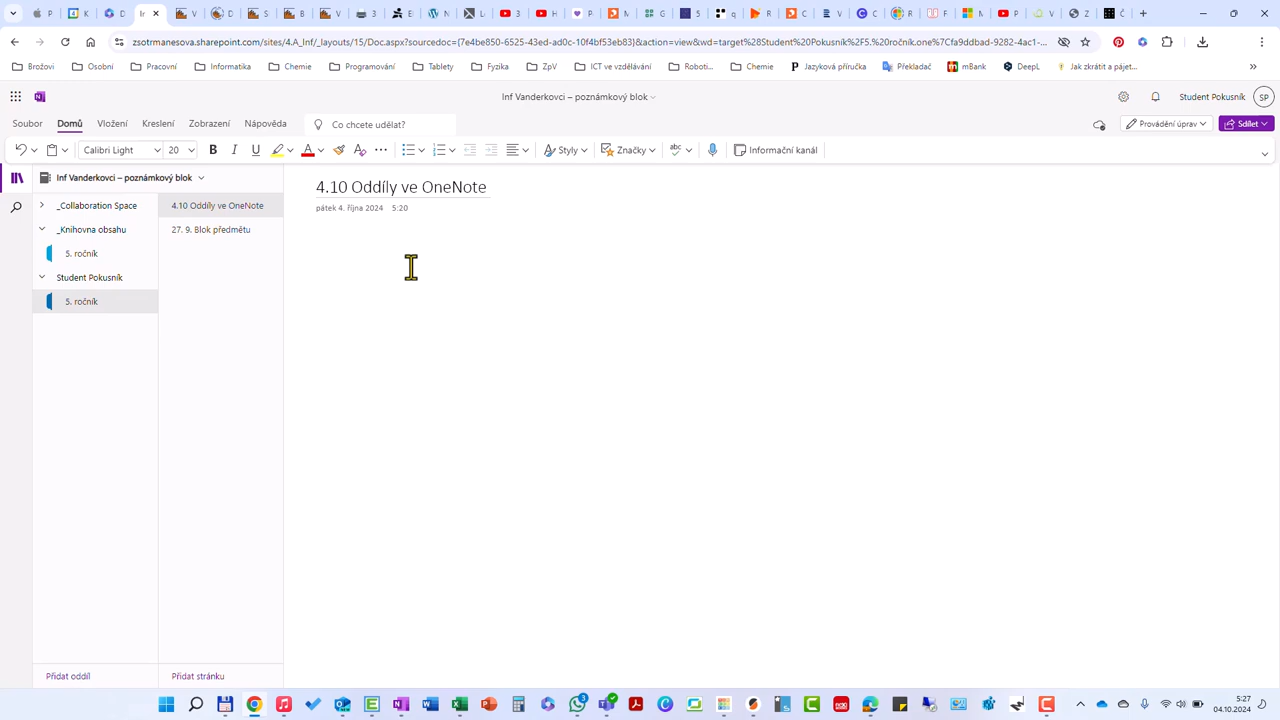 zsotrmanesova.sharepoint.com/sites/4.A_Inf/_layouts/15/Doc.aspx?sourcedoc={7e4be850-6525-43ed-ad0c-10f4bf53eb83}&action=view&wd=target%28Student%20Pokusník%2F5.%20ročník.one%7Cfa9ddbad-9282-4ac1-...
Brožovi Osobní Pracovní Informatika Chemie Programování Tablety Fyzika ZpV ICT ve vzdělávání Roboti... Chemie Jazyková příručka Překladač mBank DeepL Jak zkrátit a pájet...
Inf Vanderkovci – poznámkový blok
Student Pokusník SP
Soubor Domů Vložení Kreslení Zobrazení Nápověda Co chcete udělat? Provádění úprav Sdílet
Calibri Light 20 B I U A Styly Značky abc Informační kanál
Inf Vanderkovci – poznámkový blok
4.10 Oddíly ve OneNote
_Collaboration Space
4.10 Oddíly ve OneNote
pátek 4. října 2024 5:20
_Knihovna obsahu
27. 9. Blok předmětu
5. ročník
Student Pokusník
5. ročník
Přidat oddíl Přidat stránku
3
5:27
04.10.2024